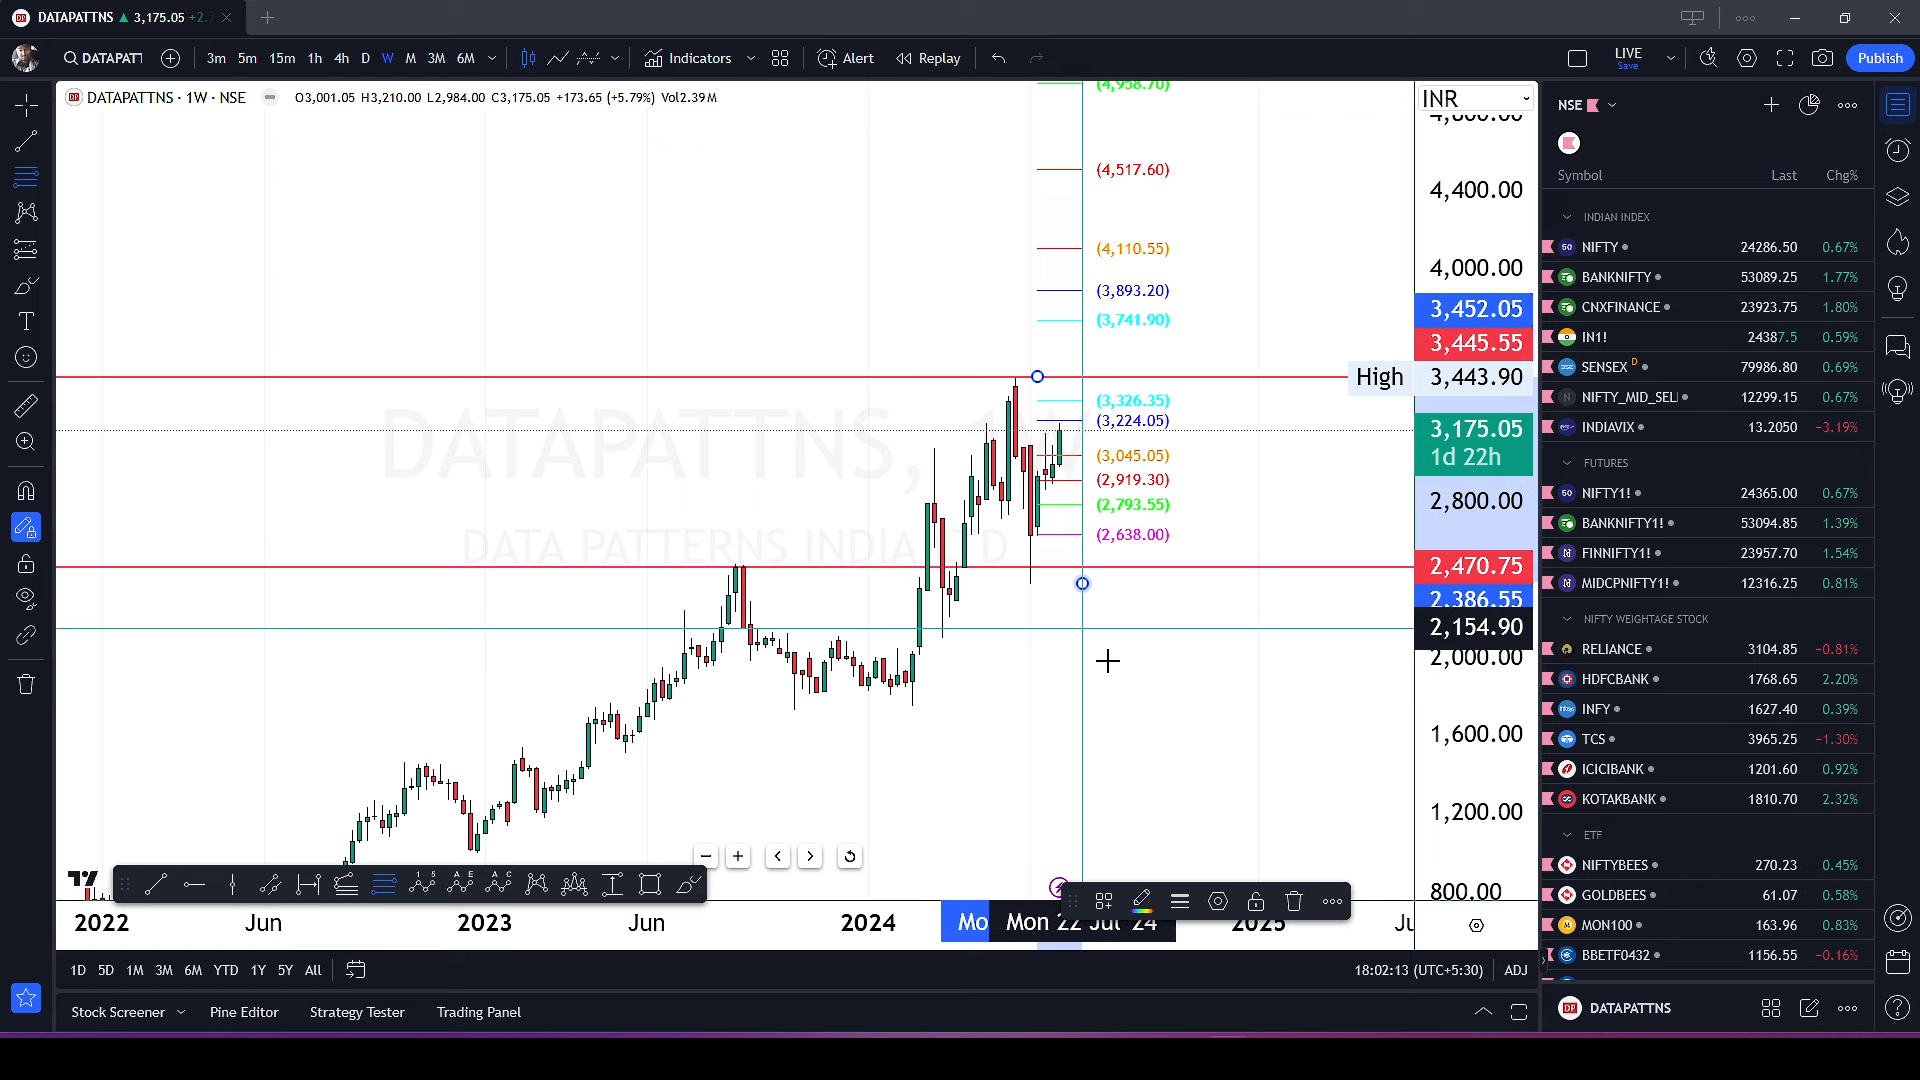 DATAPATTNS ▲ 3,175.05 +2.7
DATAPATT 3m 5m 15m 1h 4h D W M 3M 6M Indicators Alert Replay LIVE Save Publish
DATAPATTNS · 1W · NSE O3,001.05 H3,210.00 L2,984.00 C3,175.05 +173.65 (+5.79%) Vol2.39M
DATAPATTNS, 1W
DATA PATTERNS INDIA LTD
(4,958.70)
(4,517.60)
(4,110.55)
(3,893.20)
(3,741.90)
(3,326.35)
(3,224.05)
(3,045.05)
(2,919.30)
(2,793.55)
(2,638.00)
INR
4,800.00
4,400.00
4,000.00
3,452.05
3,445.55
High 3,443.90
3,175.05
1d 22h
2,800.00
2,470.75
2,386.55
2,154.90
2,000.00
1,600.00
1,200.00
800.00
2022 Jun 2023 Jun 2024 Mo Mon 22 Jul '24 2025 Ju
1D 5D 1M 3M 6M YTD 1Y 5Y All 18:02:13 (UTC+5:30) ADJ
Stock Screener Pine Editor Strategy Tester Trading Panel
NSE
Symbol Last Chg%
INDIAN INDEX
50 NIFTY 24286.50 0.67%
BANKNIFTY 53089.25 1.77%
CNXFINANCE 23923.75 1.80%
IN1! 24387.5 0.59%
SENSEX D 79986.80 0.69%
N NIFTY_MID_SEL 12299.15 0.67%
INDIAVIX 13.2050 −3.19%
FUTURES
50 NIFTY1! 24365.00 0.67%
BANKNIFTY1! 53094.85 1.39%
FINNIFTY1! 23957.70 1.54%
MIDCPNIFTY1! 12316.25 0.81%
NIFTY WEIGHTAGE STOCK
RELIANCE 3104.85 −0.81%
HDFCBANK 1768.65 2.20%
INFY 1627.40 0.39%
TCS 3965.25 −1.30%
ICICIBANK 1201.60 0.92%
KOTAKBANK 1810.70 2.32%
ETF
NIFTYBEES 270.23 0.45%
GOLDBEES 61.07 0.58%
MON100 163.96 0.83%
BBETF0432 1156.55 −0.16%
DATAPATTNS